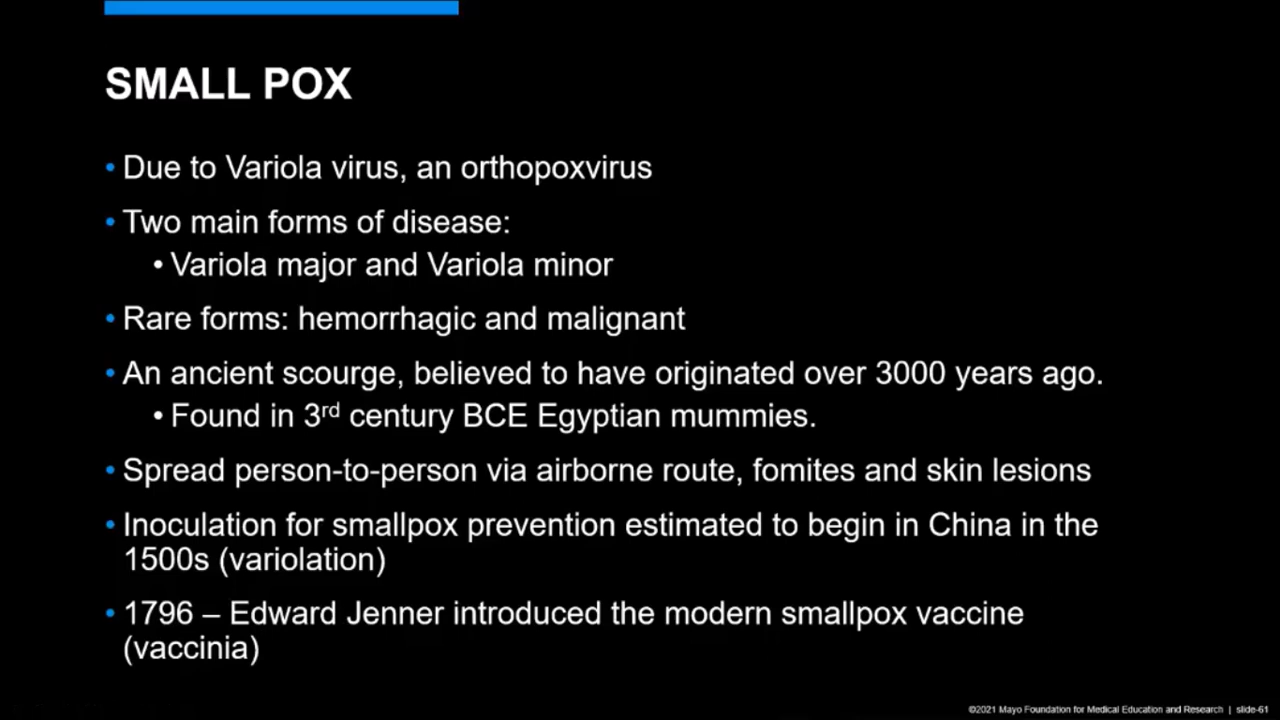 SMALL POX
• Due to Variola virus, an orthopoxvirus
• Two main forms of disease:
• Variola major and Variola minor
• Rare forms: hemorrhagic and malignant
• An ancient scourge, believed to have originated over 3000 years ago.
• Found in 3rd century BCE Egyptian mummies.
• Spread person-to-person via airborne route, fomites and skin lesions
• Inoculation for smallpox prevention estimated to begin in China in the
1500s (variolation)
• 1796 – Edward Jenner introduced the modern smallpox vaccine
(vaccinia)
©2021 Mayo Foundation for Medical Education and Research | slide-61